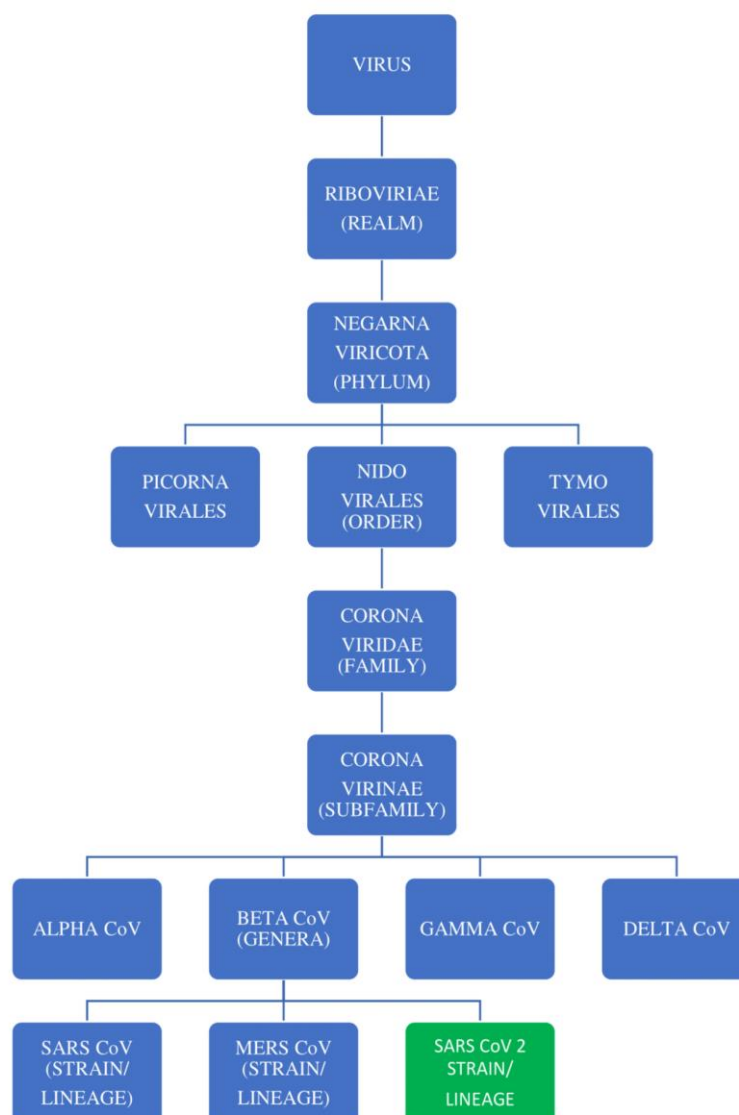 VIRUS
RIBOVIRIAE
(REALM)
NEGARNA
VIRICOTA
(PHYLUM)
PICORNA
VIRALES
NIDO
VIRALES
(ORDER)
TYMO
VIRALES
CORONA
VIRIDAE
(FAMILY)
CORONA
VIRINAE
(SUBFAMILY)
ALPHA CoV
BETA CoV
(GENERA)
GAMMA CoV
DELTA CoV
SARS CoV
(STRAIN/
LINEAGE)
MERS CoV
(STRAIN/
LINEAGE)
SARS CoV 2
STRAIN/
LINEAGE